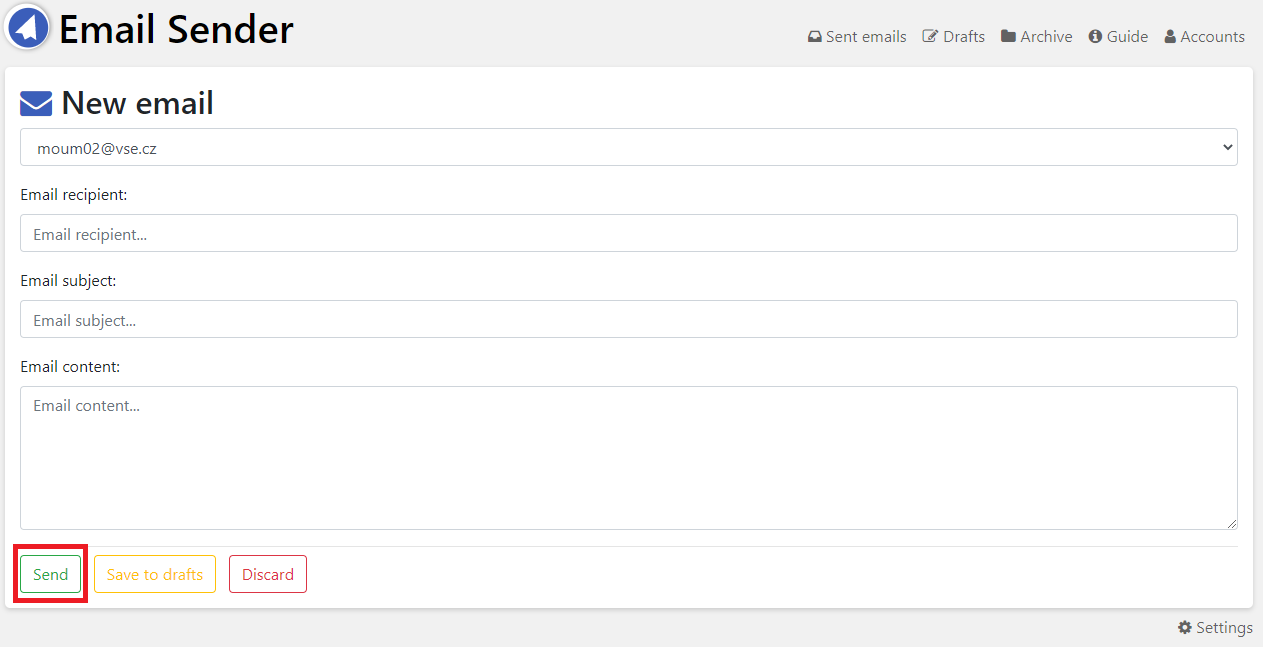 Email Sender
Sent emails Drafts Archive Guide Accounts
New email
moum02@vse.cz
Email recipient:
Email recipient...
Email subject:
Email subject...
Email content:
Email content...
Send Save to drafts Discard
Settings